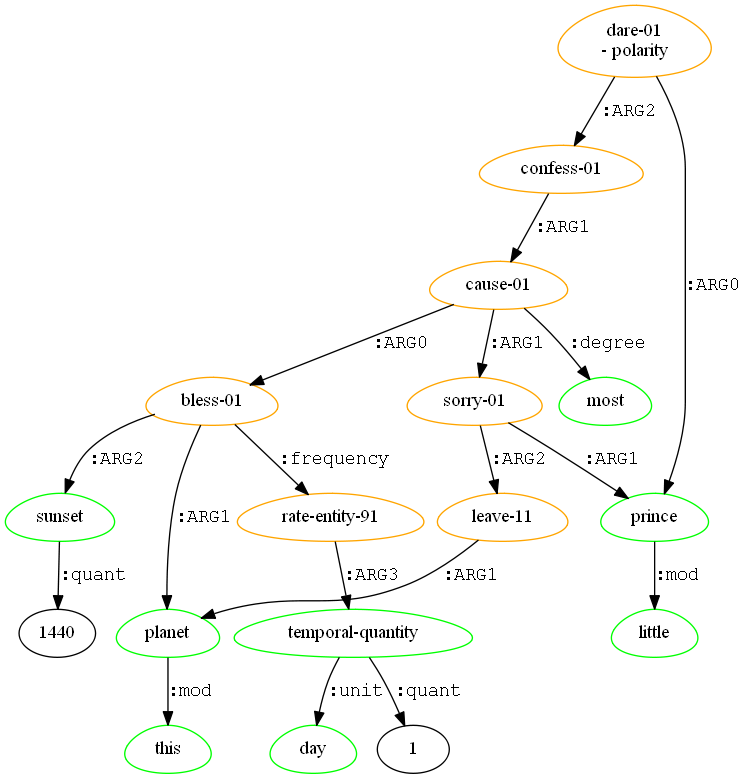 dare-01
- polarity
:ARG2
confess-01
:ARG1
:ARG0
cause-01
:ARG0
:ARG1
:degree
bless-01
sorry-01
most
:ARG2
:frequency
:ARG2
:ARG1
:ARG1
sunset
rate-entity-91
leave-11
prince
:quant
:ARG3
:ARG1
:mod
1440
planet
temporal-quantity
little
:mod
:unit
:quant
this
day
1